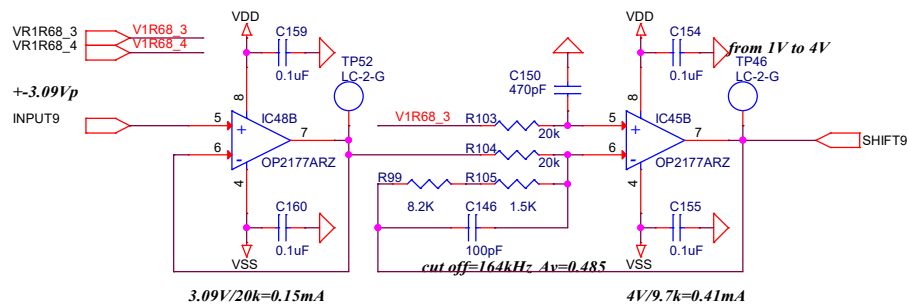 VR1R68_3 V1R68_3
VR1R68_4 V1R68_4
+-3.09Vp
INPUT9
VDD
C159
0.1uF
TP52
LC-2-G
8
5
6
+
-
IC48B
7
OP2177ARZ
4
C160
0.1uF
VSS
3.09V/20k=0.15mA
V1R68_3
C150
470pF
R103
20k
R104
20k
R99
8.2K
R105
1.5K
C146
100pF
cut off=164kHz Av=0.485
VDD
C154
0.1uF
from 1V to 4V
TP46
LC-2-G
8
5
6
+
-
IC45B
7
OP2177ARZ
4
SHIFT9
C155
0.1uF
VSS
4V/9.7k=0.41mA